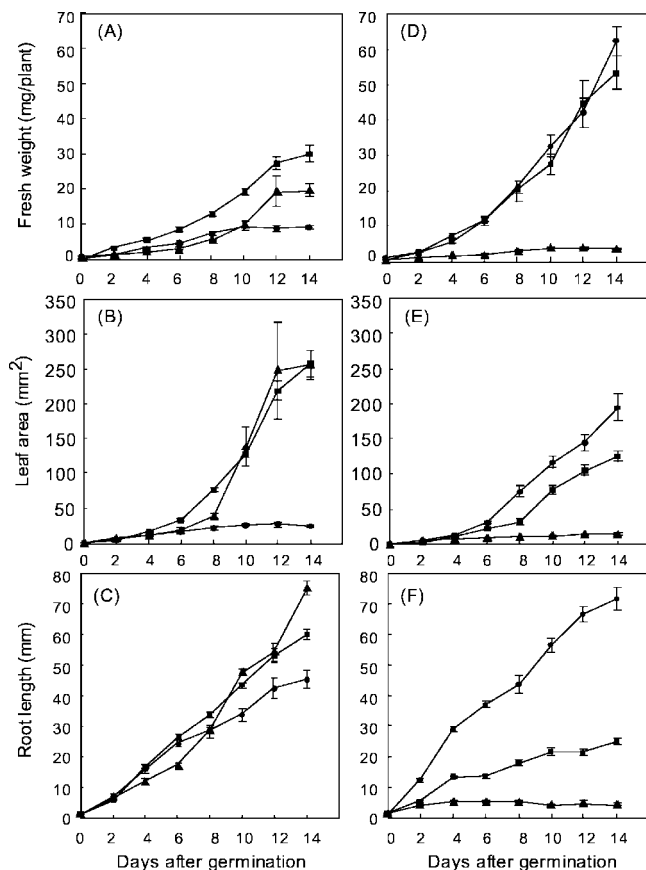 (A)
70
60
50
40
30
20
10
0
Fresh weight (mg/plant)
0 2 4 6 8 10 12 14
(D)
70
60
50
40
30
20
10
0
0 2 4 6 8 10 12 14
(B)
350
300
250
200
150
100
50
0
Leaf area (mm²)
0 2 4 6 8 10 12 14
(E)
350
300
250
200
150
100
50
0
0 2 4 6 8 10 12 14
(C)
80
70
60
50
40
30
20
10
0
Root length (mm)
0 2 4 6 8 10 12 14
Days after germination
(F)
80
70
60
50
40
30
20
10
0
0 2 4 6 8 10 12 14
Days after germination